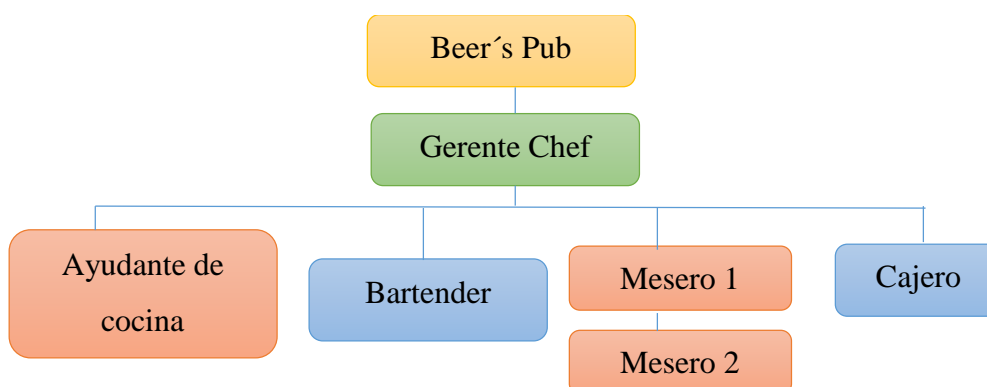 Beer´s Pub
Gerente Chef
Ayudante de
cocina
Bartender
Mesero 1
Mesero 2
Cajero